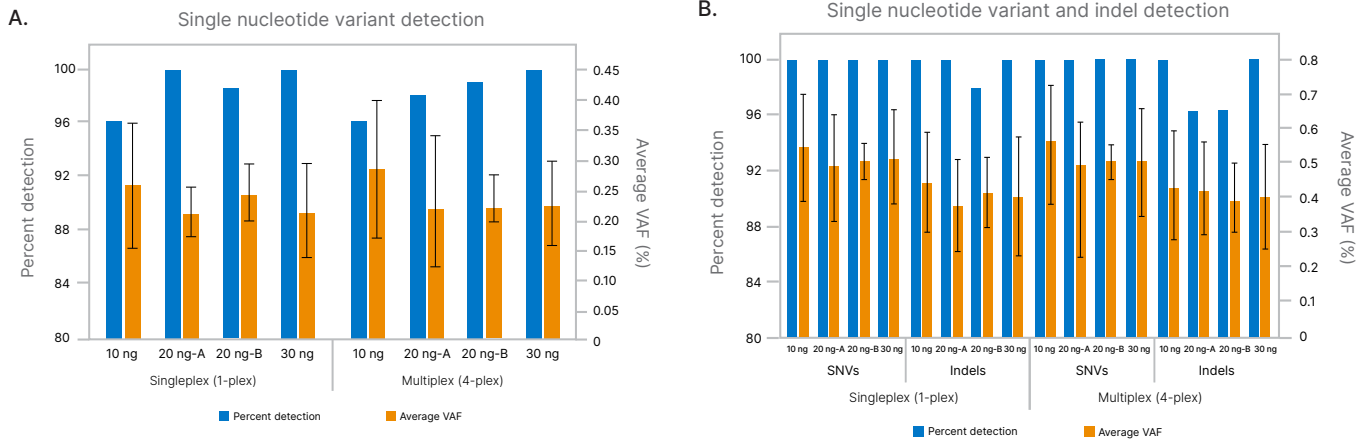 A.
Single nucleotide variant detection
Percent detection
100
96
92
88
84
80
0.45
0.40
0.35
0.30
0.25
0.20
0.15
0.10
0.05
0
Average VAF (%)
10 ng 20 ng-A 20 ng-B 30 ng 10 ng 20 ng-A 20 ng-B 30 ng
Singleplex (1-plex) Multiplex (4-plex)
Percent detection Average VAF
B.
Single nucleotide variant and indel detection
Percent detection
100
96
92
88
84
80
0.8
0.7
0.6
0.5
0.4
0.3
0.2
0.1
0
Average VAF (%)
10 ng 20 ng-A 20 ng-B 30 ng 10 ng 20 ng-A 20 ng-B 30 ng 10 ng 20 ng-A 20 ng-B 30 ng 10 ng 20 ng-A 20 ng-B 30 ng
SNVs Indels SNVs Indels
Singleplex (1-plex) Multiplex (4-plex)
Percent detection Average VAF